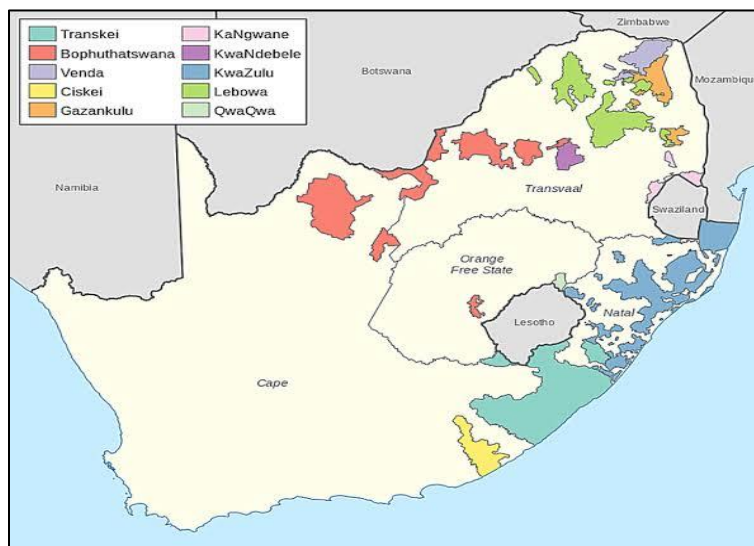 Transkei
Bophuthatswana
Venda
Ciskei
Gazankulu
KaNgwane
KwaNdebele
KwaZulu
Lebowa
QwaQwa
Zimbabwe
Botswana
Mozambique
Namibia
Transvaal
Swaziland
Orange
Free State
Natal
Lesotho
Cape